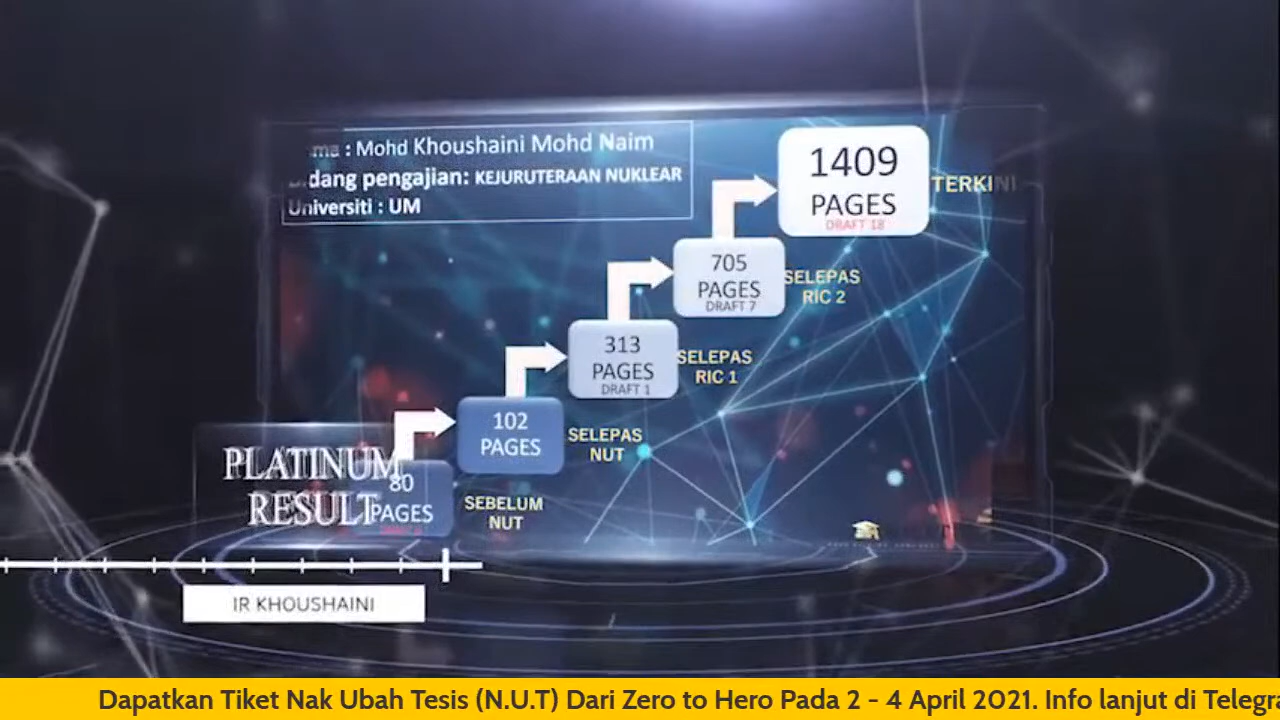 : Mohd Khoushaini Mohd Naim
dang pengajian: KEJURUTERAAN NUKLEAR
Universiti : UM
1409
PAGES
DRAFT 18
TERKINI
705
PAGES
DRAFT 7
SELEPAS
RIC 2
313
PAGES
DRAFT 1
SELEPAS
RIC 1
102
PAGES
SELEPAS
NUT
80
PAGES
SEBELUM
NUT
PLATINUM
RESULT
IR KHOUSHAINI
Dapatkan Tiket Nak Ubah Tesis (N.U.T) Dari Zero to Hero Pada 2 - 4 April 2021. Info lanjut di Telegra